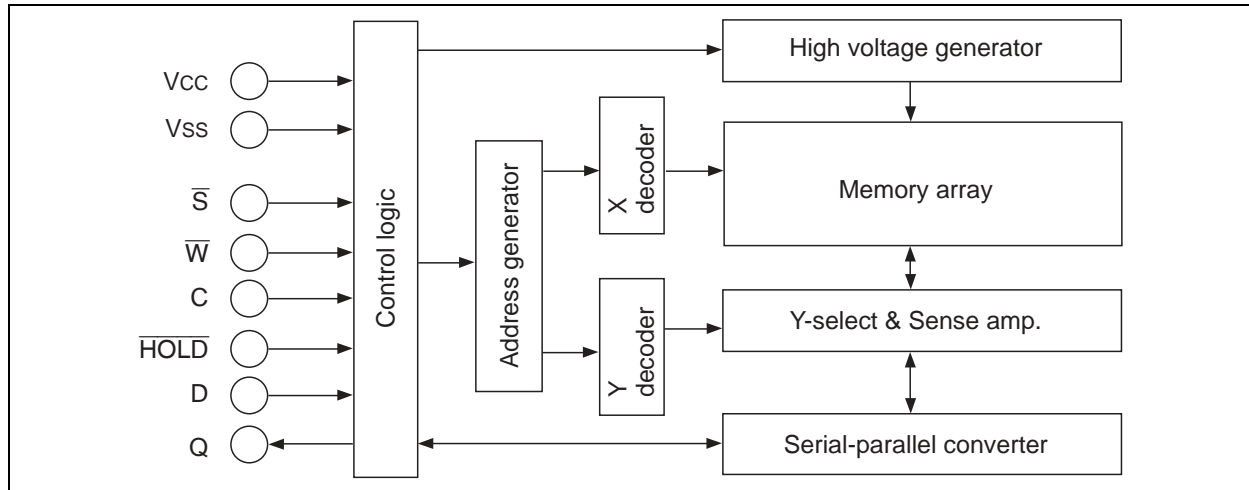 High voltage generator
VCC
VSS
X decoder
S̅
Control logic
Address generator
Memory array
W̅
C
Y-select & Sense amp.
H̅O̅L̅D̅
Y decoder
D
Q
Serial-parallel converter